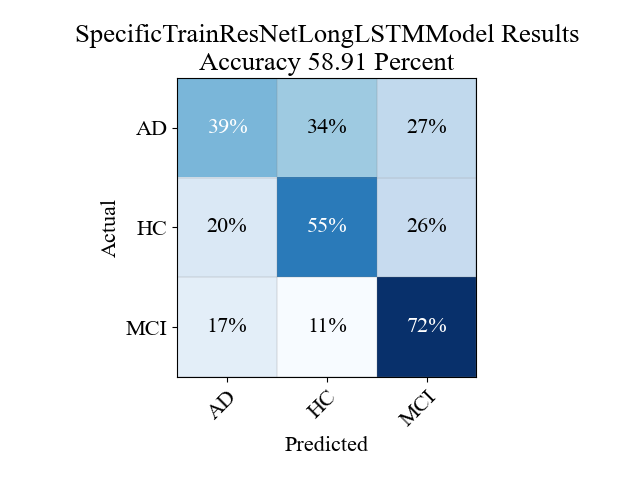 SpecificTrainResNetLongLSTMModel Results
Accuracy 58.91 Percent
AD 39% 34% 27%
Actual
HC 20% 55% 26%
MCI 17% 11% 72%
AD HC MCI
Predicted